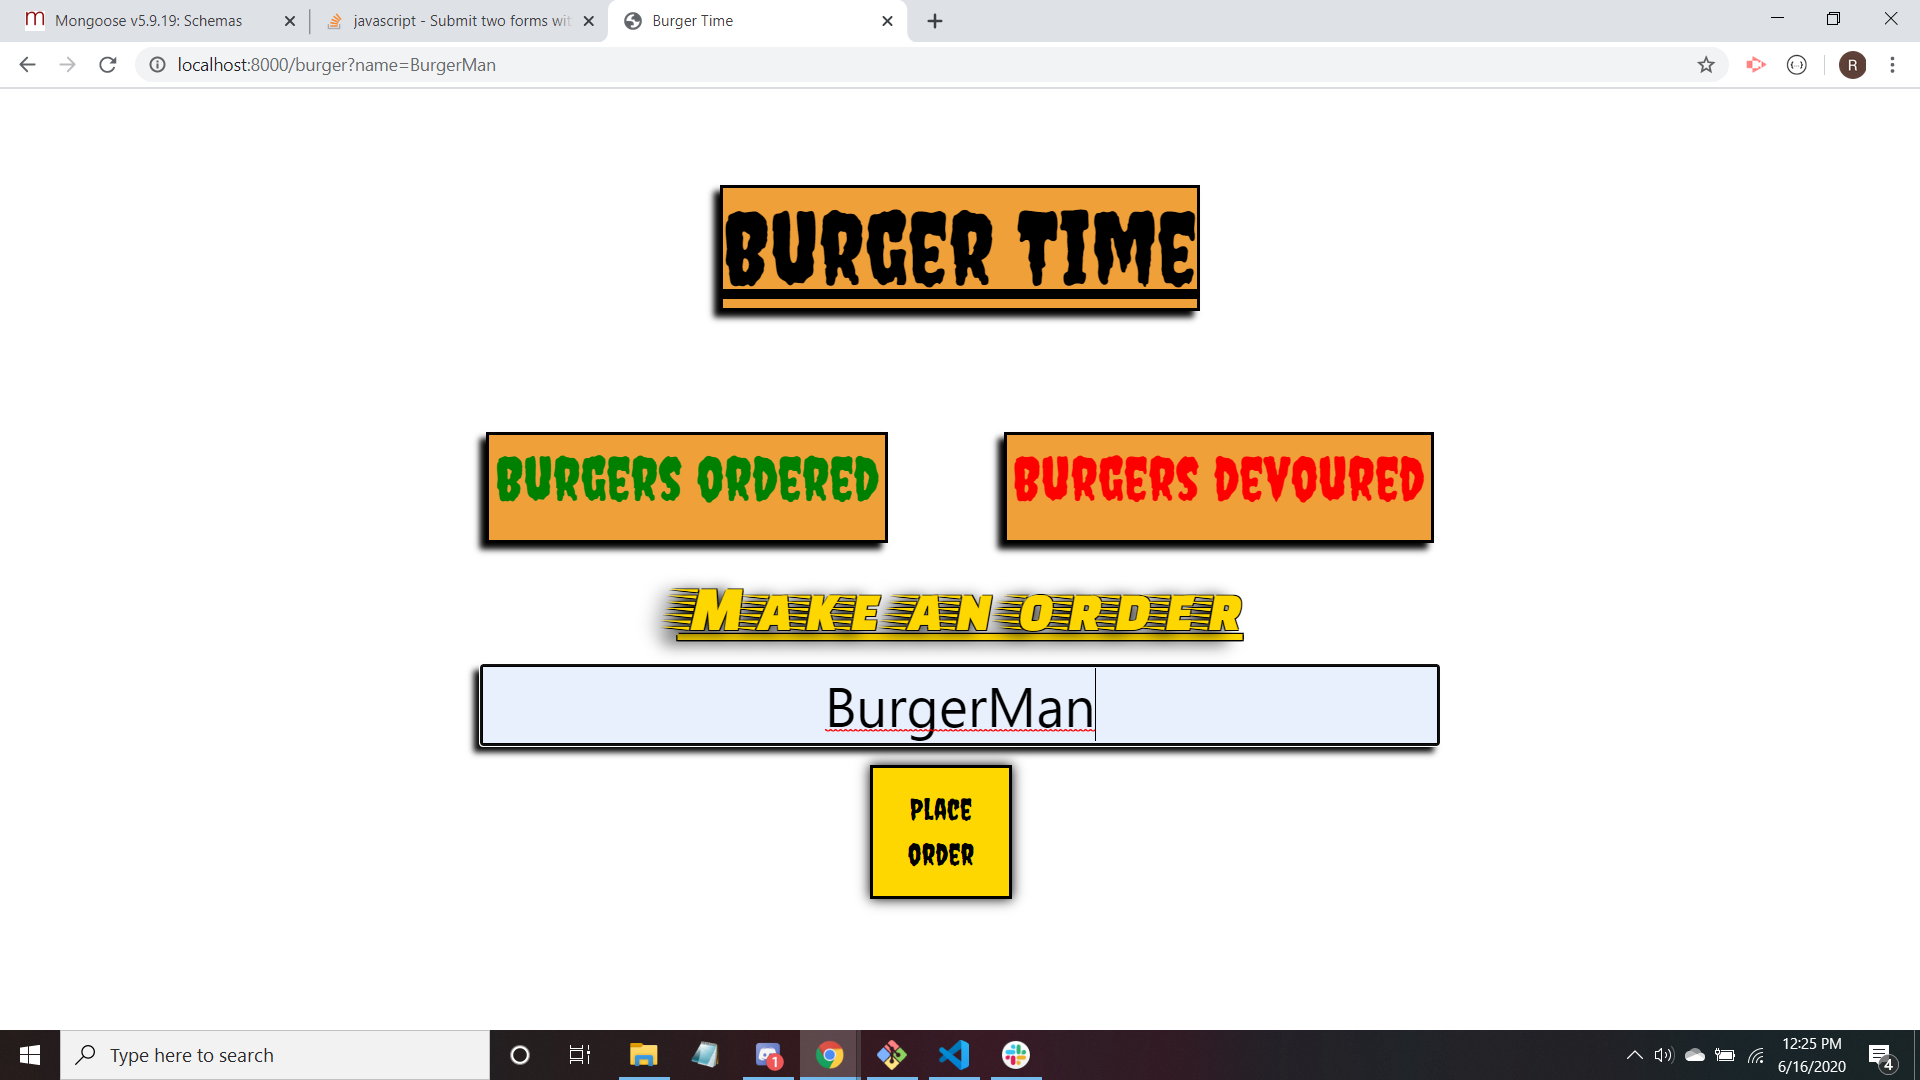 Mongoose v5.9.19: Schemas
javascript - Submit two forms wit
Burger Time
localhost:8000/burger?name=BurgerMan
R
BURGER TIME
BURGERS ORDERED
BURGERS DEVOURED
MAKE AN ORDER
BurgerMan
PLACE
ORDER
Type here to search
1
12:25 PM
6/16/2020
4